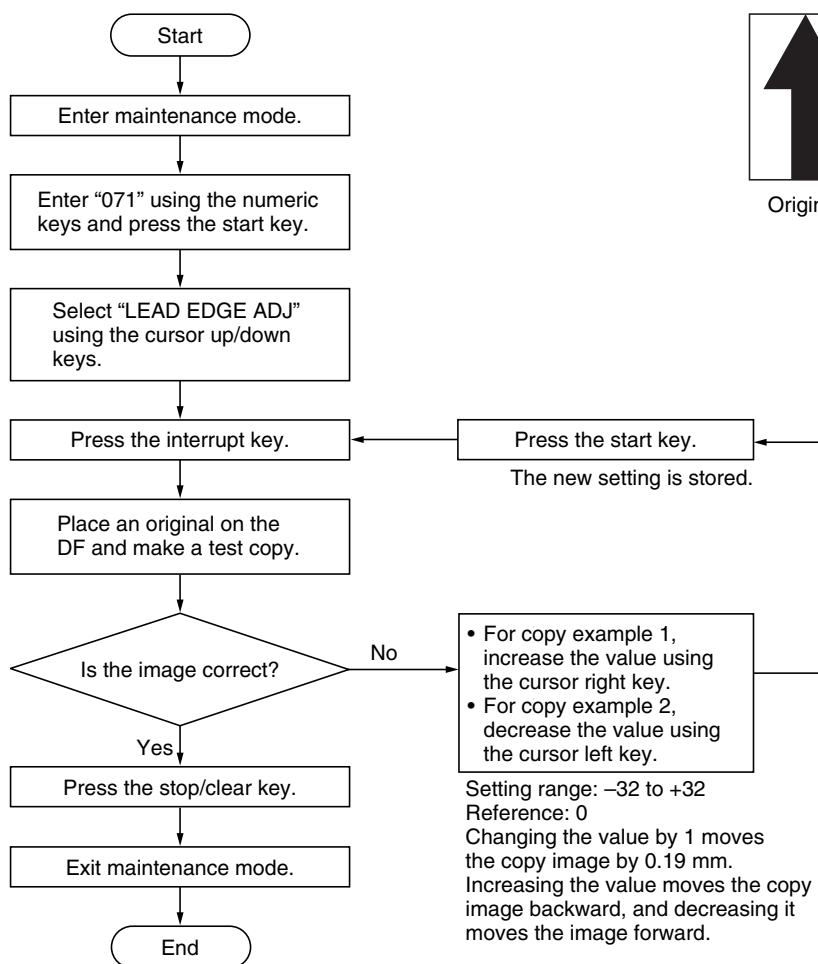 Start
Enter maintenance mode.
Enter “071” using the numeric
keys and press the start key.
Select “LEAD EDGE ADJ”
using the cursor up/down
keys.
Press the interrupt key.
Press the start key.
The new setting is stored.
Place an original on the
DF and make a test copy.
Is the image correct?
No
• For copy example 1,
increase the value using
the cursor right key.
• For copy example 2,
decrease the value using
the cursor left key.
Setting range: –32 to +32
Reference: 0
Changing the value by 1 moves
the copy image by 0.19 mm.
Increasing the value moves the copy
image backward, and decreasing it
moves the image forward.
Yes
Press the stop/clear key.
Exit maintenance mode.
End